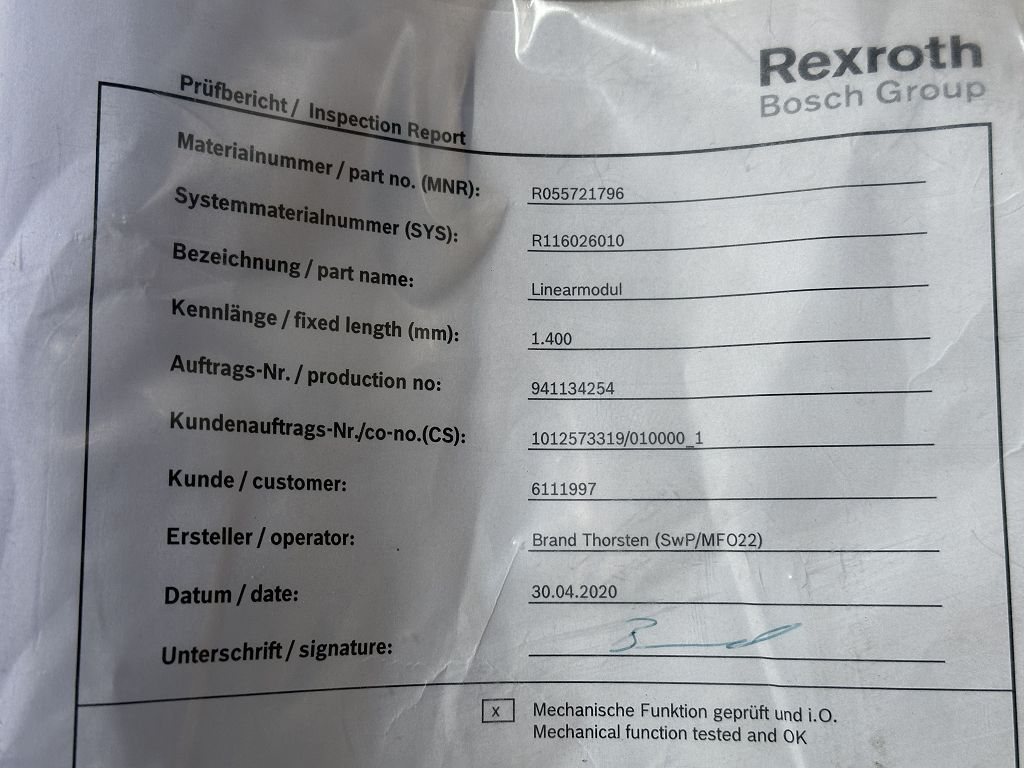 Rexroth
Bosch Group
Prüfbericht / Inspection Report
Materialnummer / part no. (MNR): R055721796
Systemmaterialnummer (SYS): R116026010
Bezeichnung / part name: Linearmodul
Kennlänge / fixed length (mm): 1.400
Auftrags-Nr. / production no: 941134254
Kundenauftrags-Nr./co-no.(CS): 1012573319/010000_1
Kunde / customer: 6111997
Ersteller / operator: Brand Thorsten (SwP/MFO22)
Datum / date: 30.04.2020
Unterschrift / signature:
x Mechanische Funktion geprüft und i.O.
Mechanical function tested and OK